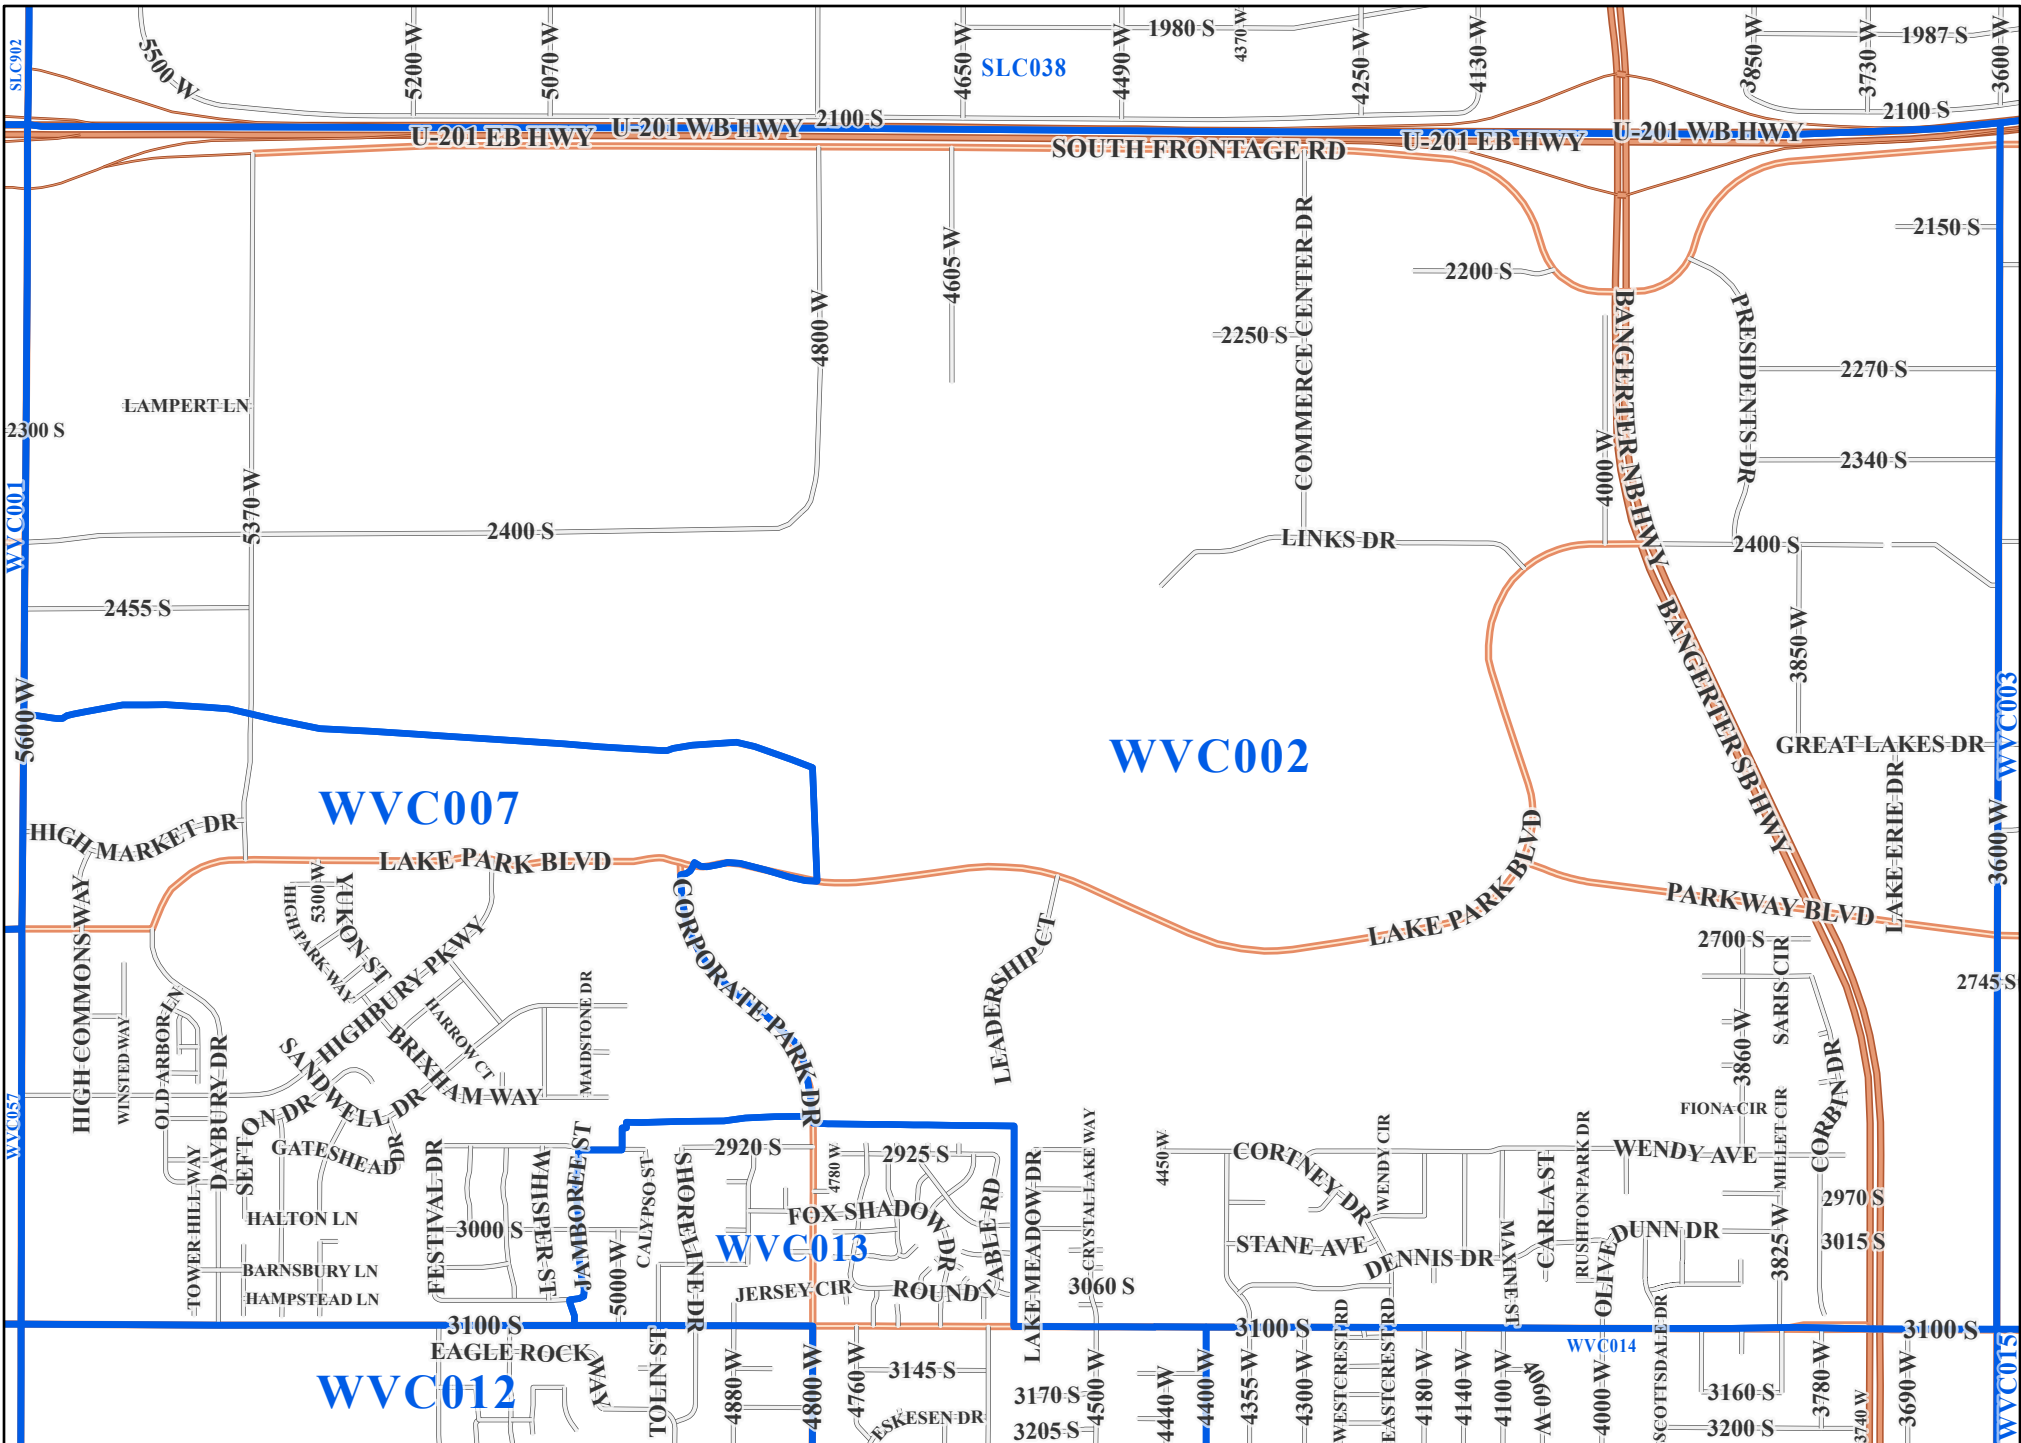 SLC902
5500 W
5200 W
5070 W
4650 W
SLC038
4490 W
1980 S
4370 W
4250 W
4130 W
3850 W
3730 W
1987 S
3600 W
2100 S
2100 S
U-201 EB HWY
U-201 WB HWY
SOUTH FRONTAGE RD
U-201 EB HWY
U-201 WB HWY
2150 S
4605 W
COMMERCE CENTER DR
2200 S
4800 W
2250 S
BANGERTER NB HWY
PRESIDENTS DR
2270 S
LAMPERT LN
2300 S
4000 W
2340 S
WVC001
5370 W
2400 S
LINKS DR
2400 S
2455 S
3850 W
BANGERTER SB HWY
5600 W
WVC003
WVC002
GREAT LAKES DR
WVC007
HIGH MARKET DR
LAKE ERIE DR
LAKE PARK BLVD
LAKE PARK BLVD
3600 W
PARKWAY BLVD
HIGH COMMONS WAY
5300 W
YUKON ST
HIGH PARK WAY
HIGHBURY PKWY
CORPORATE PARK DR
LEADERSHIP CT
2700 S
SARIS CIR
2745 S
WINSTED WAY
OLD ARBOR LN
DAYBURY DR
HARROW CT
BRIXHAM WAY
MAIDSTONE DR
SANDWELL DR
SEFTON DR
3860 W
CORBIN DR
FIONA CIR
MILLET CIR
WVC057
GATESHEAD DR
FESTIVAL DR
WHISPER ST
JAMBOREE ST
CALYPSO ST
SHORELINE DR
2920 S
4780 W
2925 S
LAKE MEADOW DR
CRYSTAL LAKE WAY
4450 W
CORTNEY DR
WENDY CIR
RUSHTON PARK DR
WENDY AVE
TOWER HILL WAY
HALTON LN
3000 S
5000 W
FOX SHADOW DR
WVC013
ROUND TABLE RD
STANE AVE
DENNIS DR
MAXINE ST
CARLA ST
OLIVE
DUNN DR
3825 W
2970 S
3015 S
BARNSBURY LN
HAMPSTEAD LN
JERSEY CIR
3060 S
3100 S
3100 S
3100 S
WVC014
SCOTTSDALE DR
EAGLE ROCK WAY
WVC012
TOLIN ST
4880 W
4800 W
4760 W
3145 S
ESKESEN DR
3170 S
3205 S
4500 W
4440 W
4400 W
4355 W
4300 W
WESTCREST RD
EASTCREST RD
4180 W
4140 W
4100 W
4060 W
4000 W
3160 S
3200 S
3780 W
3740 W
3690 W
WVC015